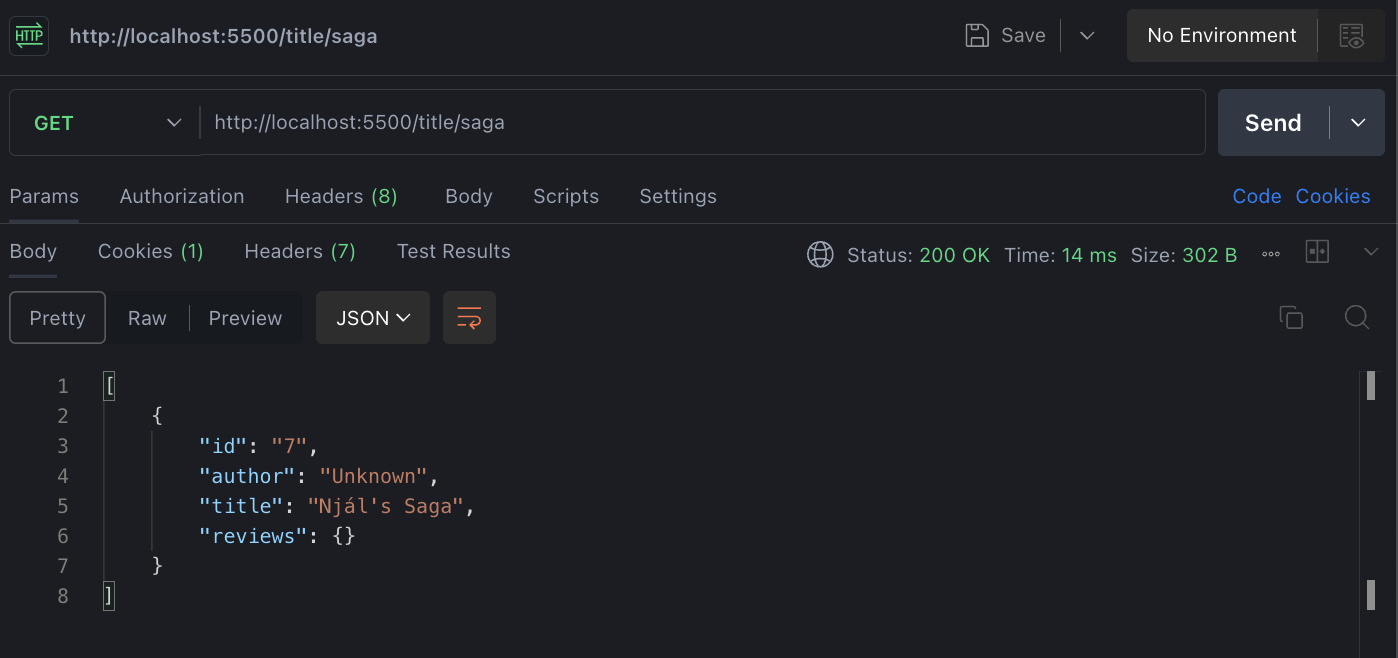 HTTP http://localhost:5500/title/saga Save No Environment
GET http://localhost:5500/title/saga Send
Params Authorization Headers (8) Body Scripts Settings Code Cookies
Body Cookies (1) Headers (7) Test Results Status: 200 OK Time: 14 ms Size: 302 B
Pretty Raw Preview JSON
1 [
2 {
3 "id": "7",
4 "author": "Unknown",
5 "title": "Njál's Saga",
6 "reviews": {}
7 }
8 ]